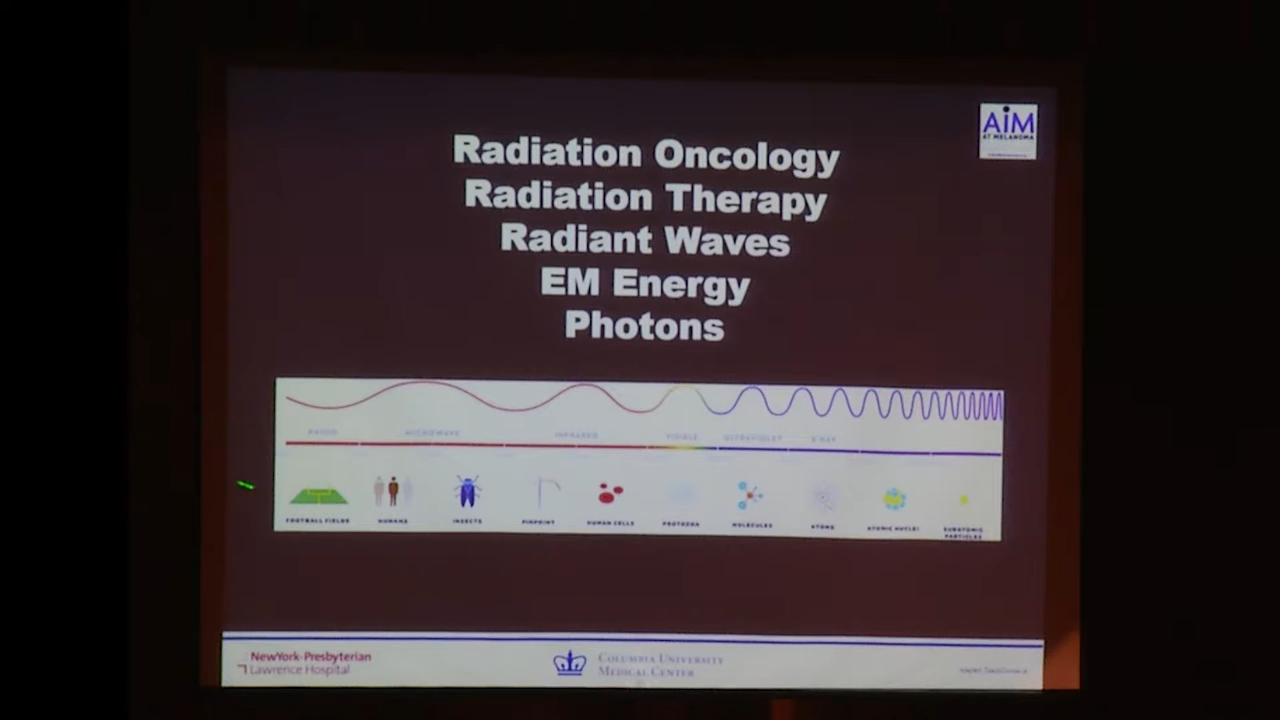 AiM
AT MELANOMA
Radiation Oncology
Radiation Therapy
Radiant Waves
EM Energy
Photons
RADIO MICROWAVE INFRARED VISIBLE ULTRAVIOLET X-RAY
FOOTBALL FIELDS HUMANS INSECTS PINPOINT HUMAN CELLS PROTOZOA MOLECULES ATOMS ATOMIC NUCLEI SUBATOMIC
PARTICLES
NewYork-Presbyterian
Lawrence Hospital
COLUMBIA UNIVERSITY
MEDICAL CENTER